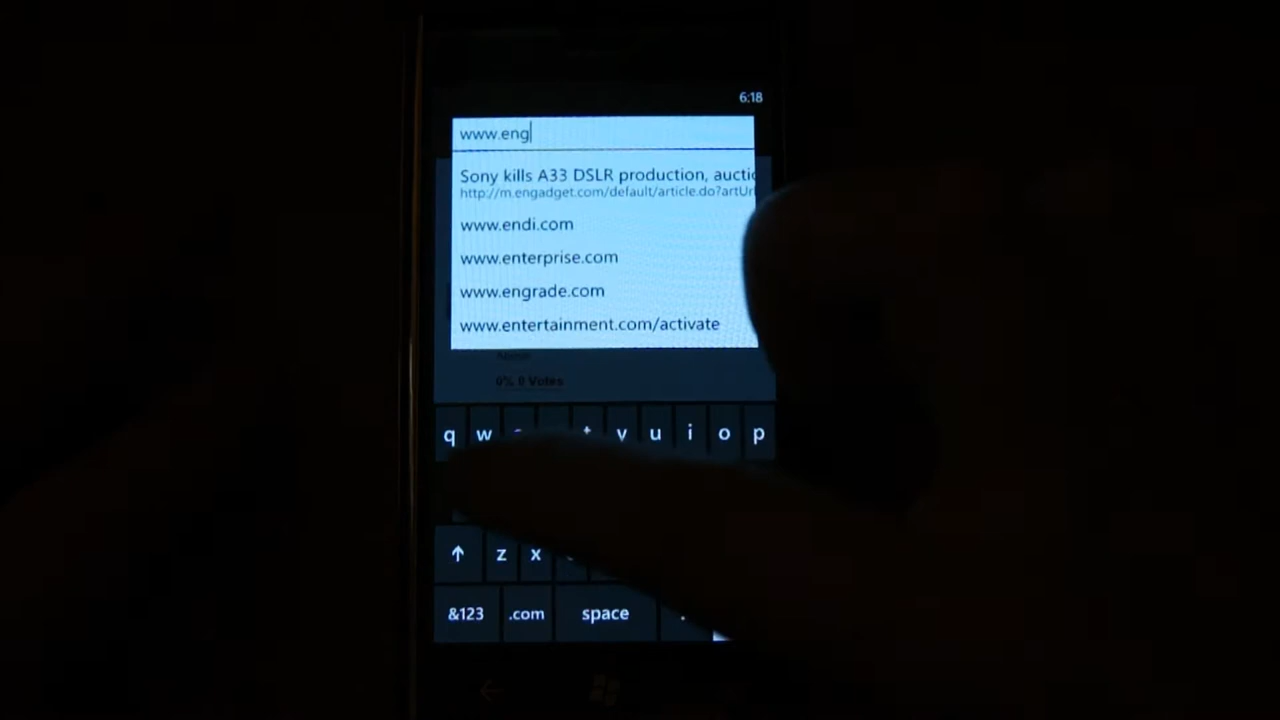 6:18
www.eng
Sony kills A33 DSLR production, auctic
http://m.engadget.com/default/article.do?artUrl
www.endi.com
www.enterprise.com
www.engrade.com
www.entertainment.com/activate
0% 0 Votes
q w t y u i o p
z x
&123 .com space .